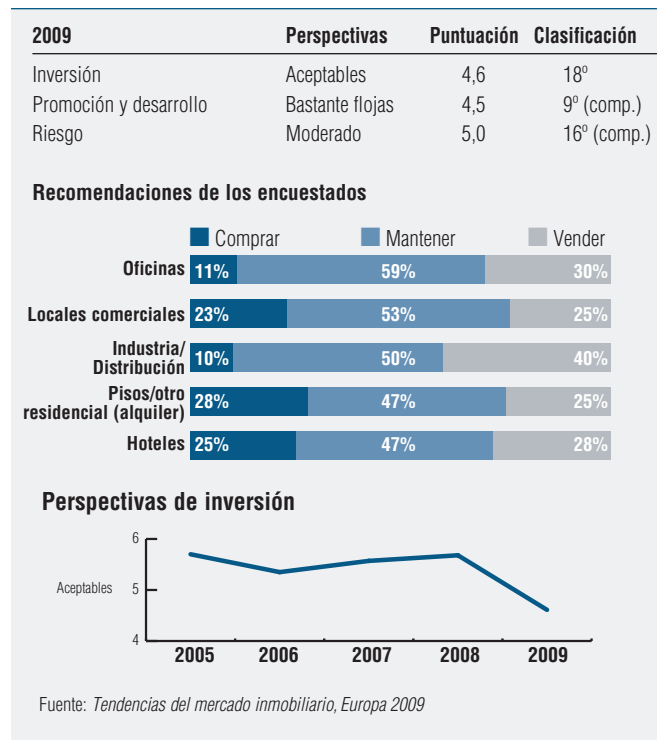 2009 Perspectivas Puntuación Clasificación
Inversión Aceptables 4,6 18º
Promoción y desarrollo Bastante flojas 4,5 9º (comp.)
Riesgo Moderado 5,0 16º (comp.)
Recomendaciones de los encuestados
Comprar Mantener Vender
Oficinas 11% 59% 30%
Locales comerciales 23% 53% 25%
Industria/
Distribución 10% 50% 40%
Pisos/otro
residencial (alquiler) 28% 47% 25%
Hoteles 25% 47% 28%
Perspectivas de inversión
6
Aceptables 5
4
2005 2006 2007 2008 2009
Fuente: Tendencias del mercado inmobiliario, Europa 2009